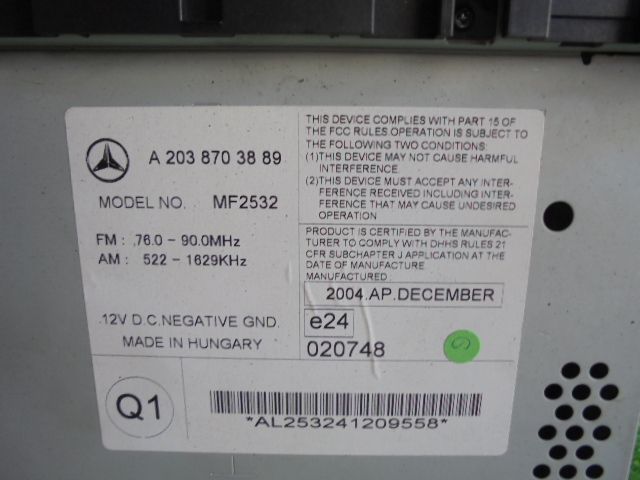 A 203 870 38 89
MODEL NO. MF2532
FM : .76.0 - 90.0MHz
AM : 522 - 1629KHz
.12V D.C.NEGATIVE GND.
MADE IN HUNGARY
THIS DEVICE COMPLIES WITH PART 15 OF
THE FCC RULES.OPERATION IS SUBJECT TO
THE FOLLOWING TWO CONDITIONS:
(1)THIS DEVICE MAY NOT CAUSE HARMFUL
INTERFERENCE.
(2)THIS DEVICE MUST ACCEPT ANY INTER-
FERENCE RECEIVED INCLUDING INTER-
FERENCE THAT MAY CAUSE UNDESIRED
OPERATION
PRODUCT IS CERTIFIED BY THE MANUFAC-
TURER TO COMPLY WITH DHHS RULES 21
CFR SUBCHAPTER J APPLICATION AT THE
DATE OF MANUFACTURE
MANUFACTURED.
2004.AP.DECEMBER
e24
020748
Q1
*AL253241209558*